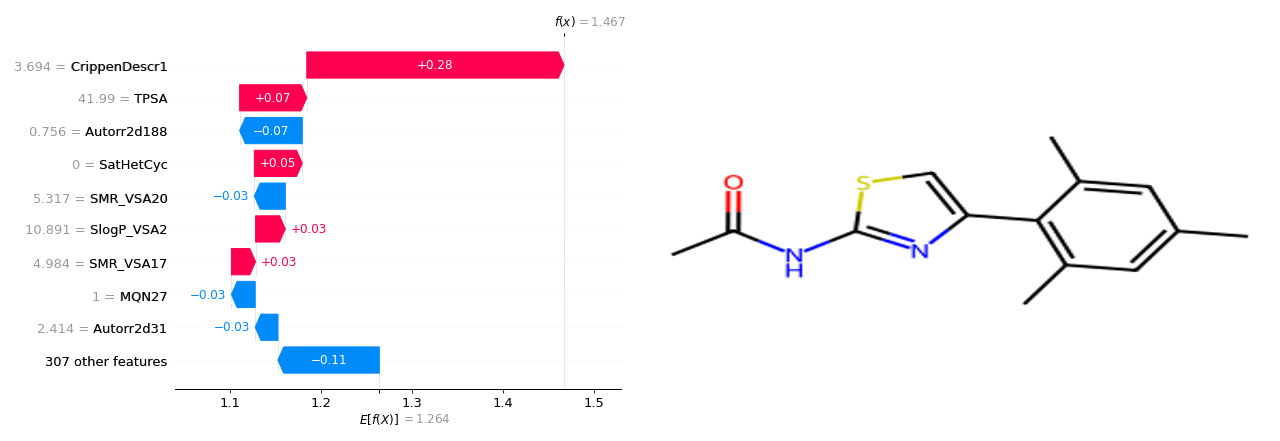 f(x) = 1.467
3.694 = CrippenDescr1
+0.28
41.99 = TPSA
+0.07
0.756 = Autorr2d188
−0.07
0 = SatHetCyc
+0.05
5.317 = SMR_VSA20
−0.03
10.891 = SlogP_VSA2
+0.03
4.984 = SMR_VSA17
+0.03
1 = MQN27
−0.03
2.414 = Autorr2d31
−0.03
307 other features
−0.11
1.1 1.2 1.3 1.4 1.5
E[f(X)] = 1.264
O
S
N
H
N